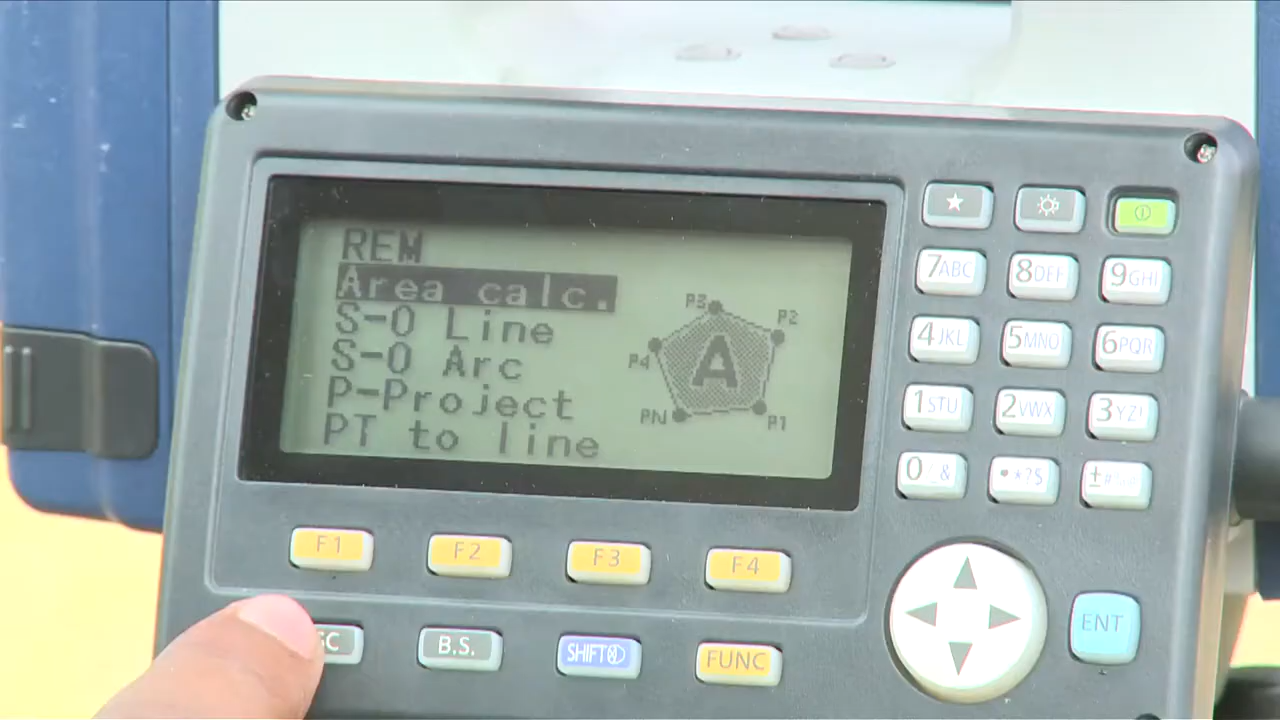 REM
Area calc.
S-O Line
S-O Arc
P-Project
PT to line
P3
P2
P4
A
PN
P1
7ABC
8DEF
9GHI
4JKL
5MNO
6PQR
1STU
2VWX
3YZ!
0
.*?$
±
F1
F2
F3
F4
B.S.
SHIFT
FUNC
ENT